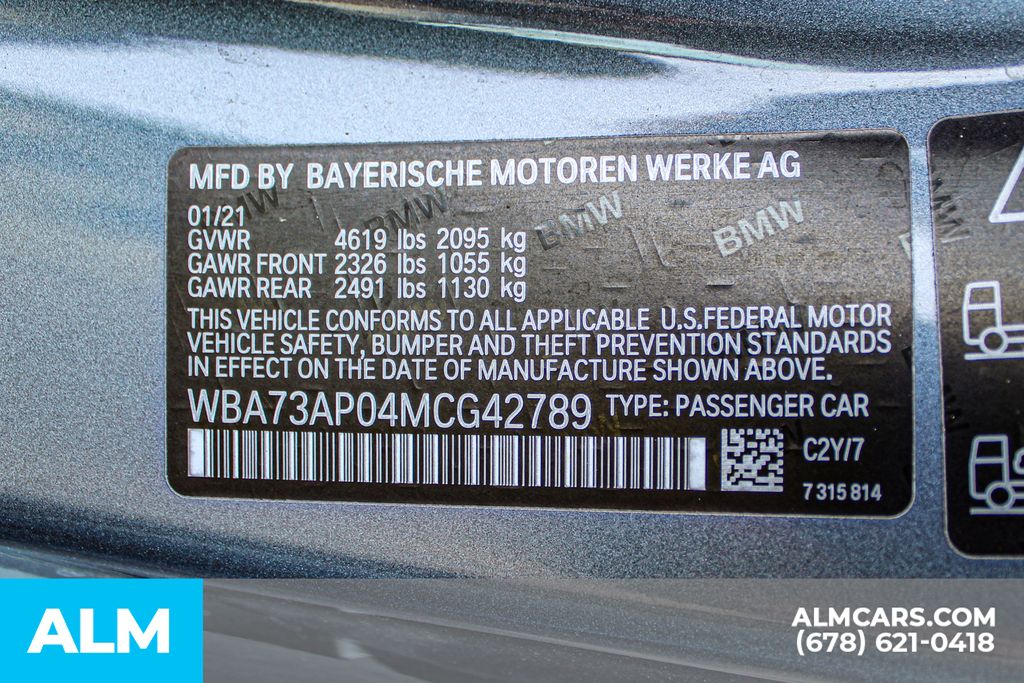 MFD BY BAYERISCHE MOTOREN WERKE AG
01/21
GVWR 4619 lbs 2095 kg
GAWR FRONT 2326 lbs 1055 kg
GAWR REAR 2491 lbs 1130 kg
BMW BMW BMW BMW
THIS VEHICLE CONFORMS TO ALL APPLICABLE U.S.FEDERAL MOTOR
VEHICLE SAFETY, BUMPER AND THEFT PREVENTION STANDARDS
IN EFFECT ON THE DATE OF MANUFACTURE SHOWN ABOVE.
WBA73AP04MCG42789 TYPE: PASSENGER CAR
C2Y/7
7 315 814
ALM
ALMCARS.COM
(678) 621-0418